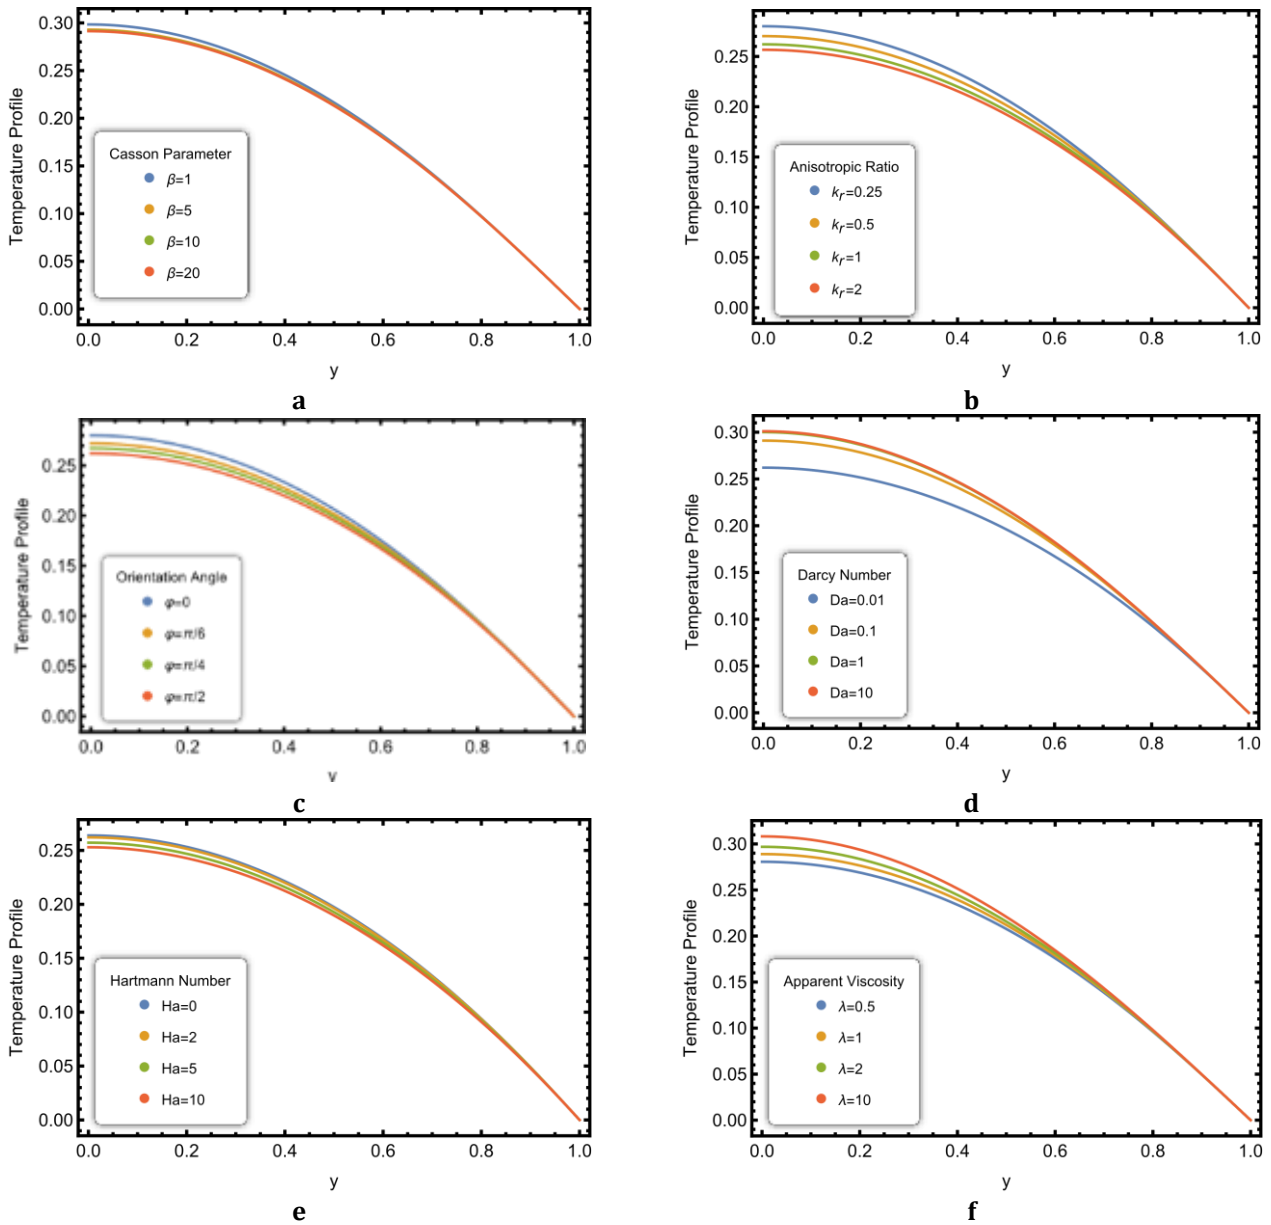 0.30
0.25
0.20
0.15
0.10
0.05
0.00
Temperature Profile
Casson Parameter
β=1
β=5
β=10
β=20
0.0 0.2 0.4 0.6 0.8 1.0
y
a
0.25
0.20
0.15
0.10
0.05
0.00
Temperature Profile
Anisotropic Ratio
kᵣ=0.25
kᵣ=0.5
kᵣ=1
kᵣ=2
0.0 0.2 0.4 0.6 0.8 1.0
y
b
0.25
0.20
0.15
0.10
0.05
0.00
Temperature Profile
Orientation Angle
φ=0
φ=π/6
φ=π/4
φ=π/2
0.0 0.2 0.4 0.6 0.8 1.0
y
c
0.30
0.25
0.20
0.15
0.10
0.05
0.00
Temperature Profile
Darcy Number
Da=0.01
Da=0.1
Da=1
Da=10
0.0 0.2 0.4 0.6 0.8 1.0
y
d
0.25
0.20
0.15
0.10
0.05
0.00
Temperature Profile
Hartmann Number
Ha=0
Ha=2
Ha=5
Ha=10
0.0 0.2 0.4 0.6 0.8 1.0
y
e
0.30
0.25
0.20
0.15
0.10
0.05
0.00
Temperature Profile
Apparent Viscosity
λ=0.5
λ=1
λ=2
λ=10
0.0 0.2 0.4 0.6 0.8 1.0
y
f